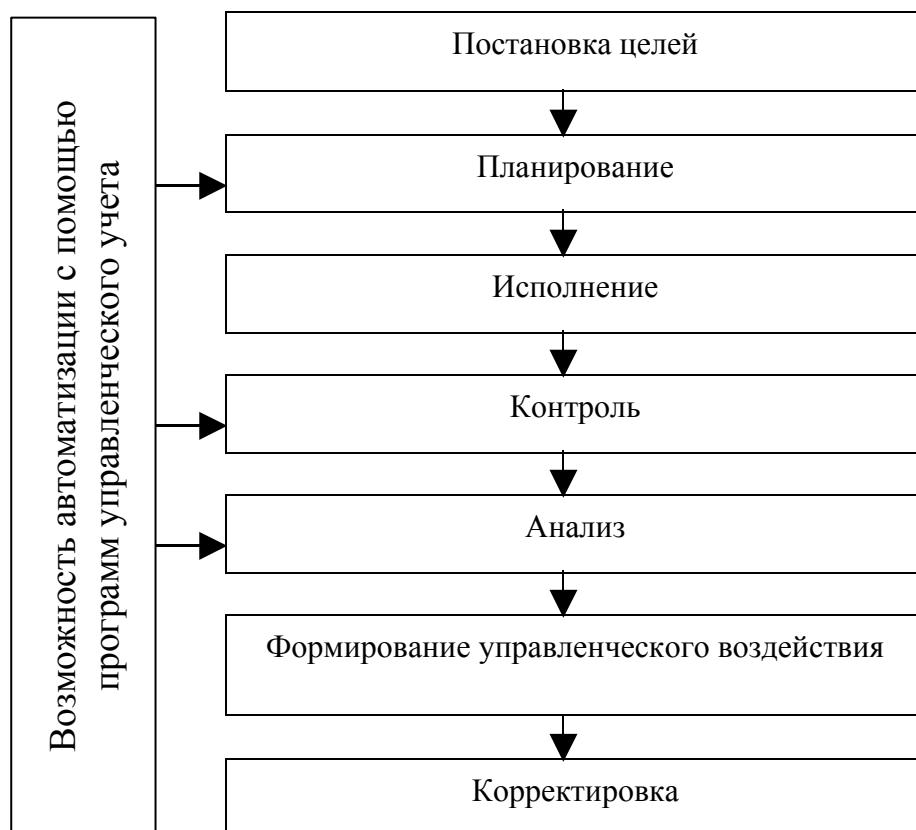 Возможность автоматизации с помощью
программ управленческого учета
Постановка целей
Планирование
Исполнение
Контроль
Анализ
Формирование управленческого воздействия
Корректировка